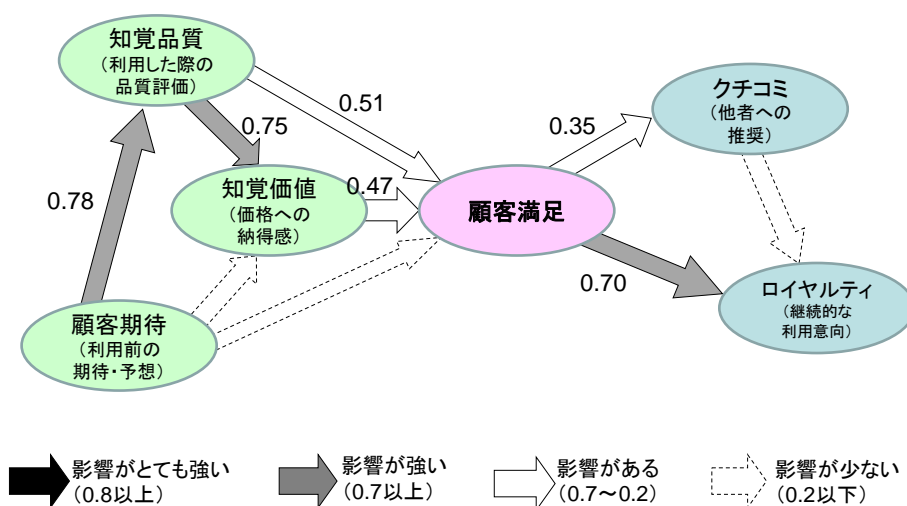 知覚品質
(利用した際の
品質評価)
0.51
クチコミ
(他者への
推奨)
0.75
0.35
0.78
知覚価値
(価格への
納得感)
0.47
顧客満足
0.70
ロイヤルティ
(継続的な
利用意向)
顧客期待
(利用前の
期待・予想)
影響がとても強い
(0.8以上)
影響が強い
(0.7以上)
影響がある
(0.7～0.2)
影響が少ない
(0.2以下)